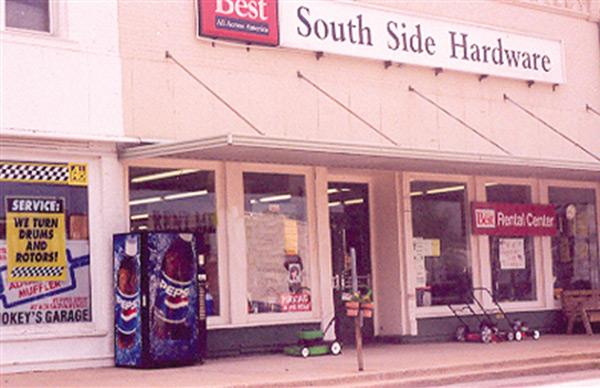 Best
All Across America
South Side Hardware
SERVICE:
WE TURN
DRUMS
AND
ROTORS!
MUFFLER
OKEY'S GARAGE
PEPSI
PEPSI
Best Rental Center
MAYTAG